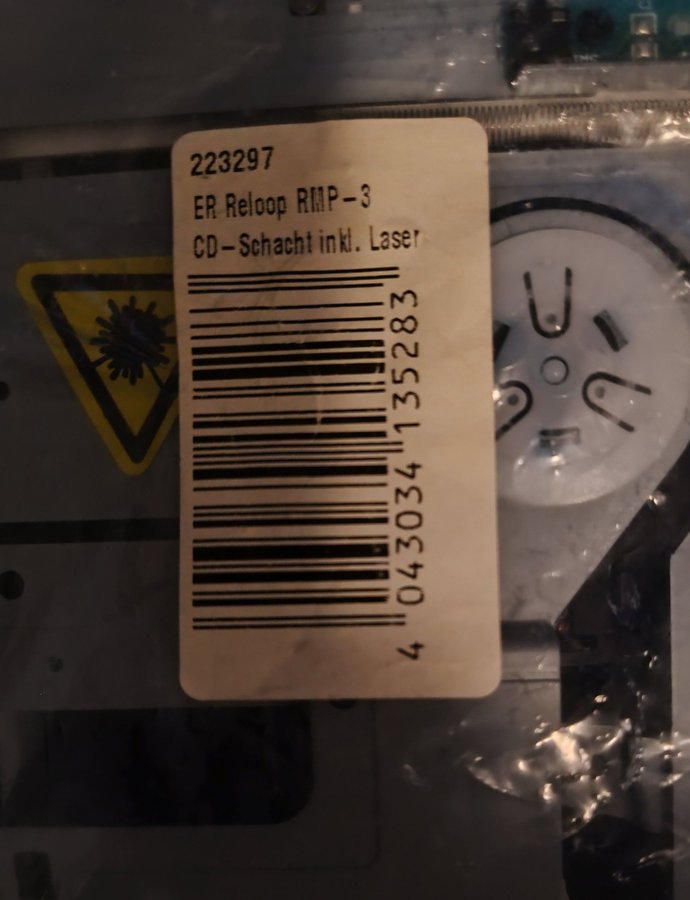 223297
ER Reloop RMP-3
CD-Schacht inkl. Laser
4 043034 135283